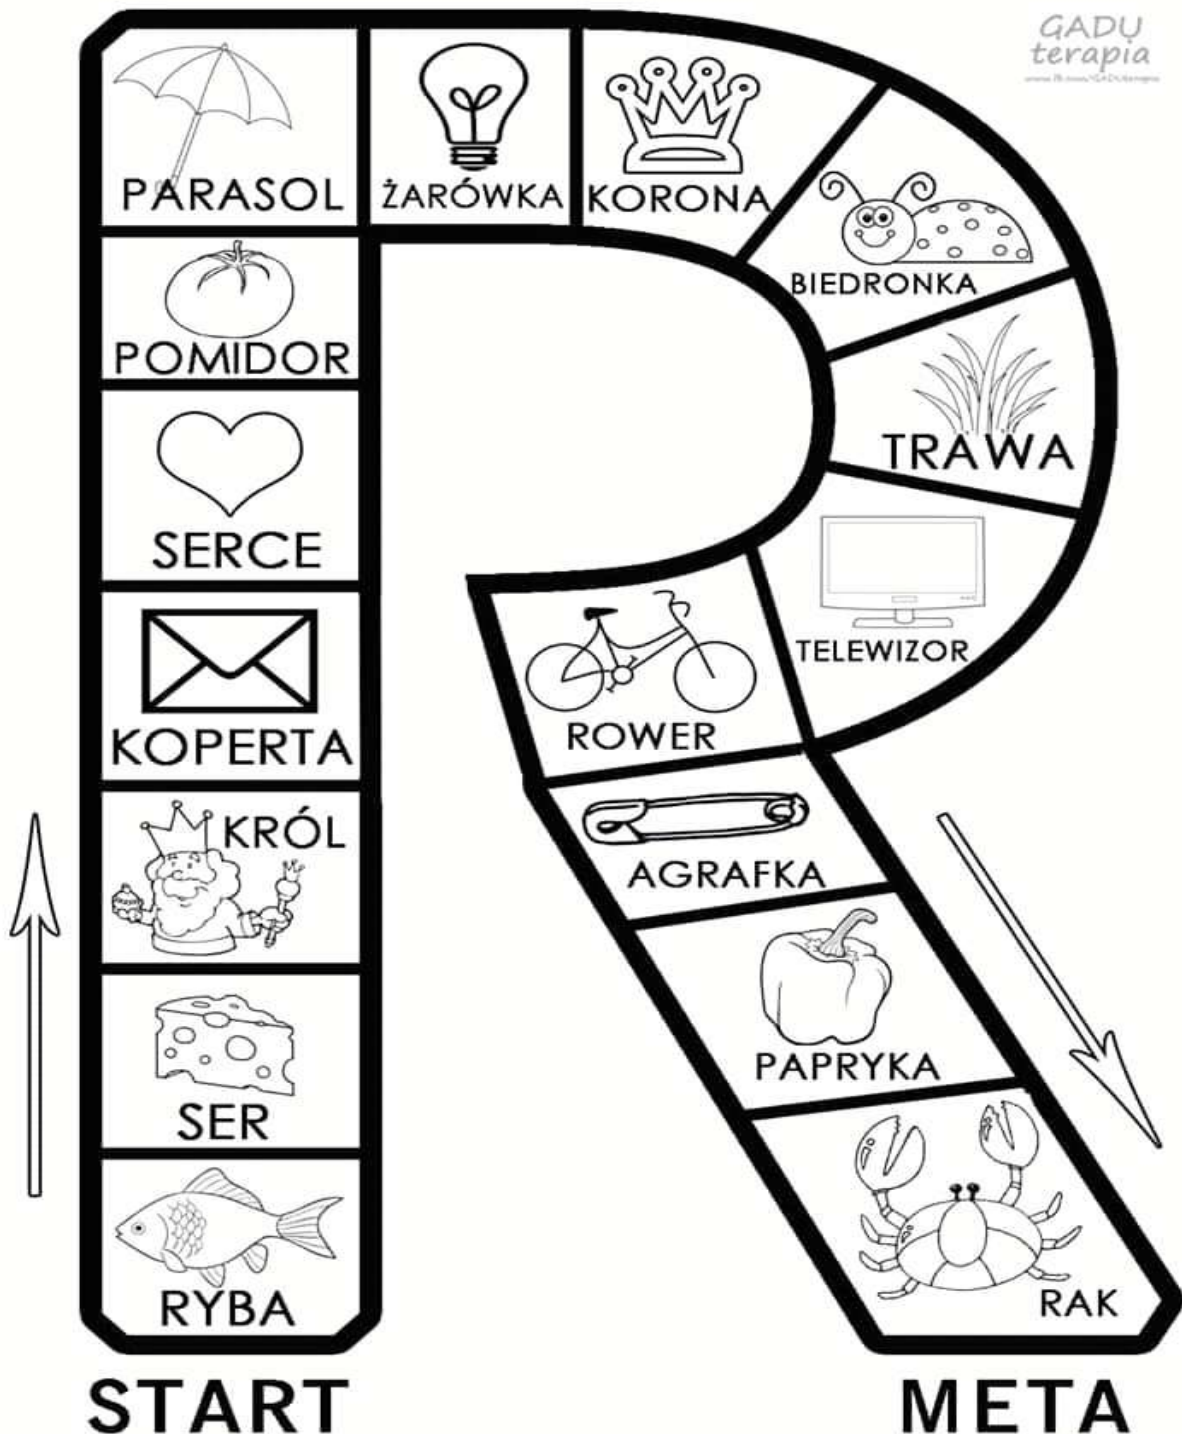 GADU
terapia
PARASOL
ŻARÓWKA
KORONA
BIEDRONKA
TRAWA
TELEWIZOR
ROWER
AGRAFKA
PAPRYKA
RAK
POMIDOR
SERCE
KOPERTA
KRÓL
SER
RYBA
START
META